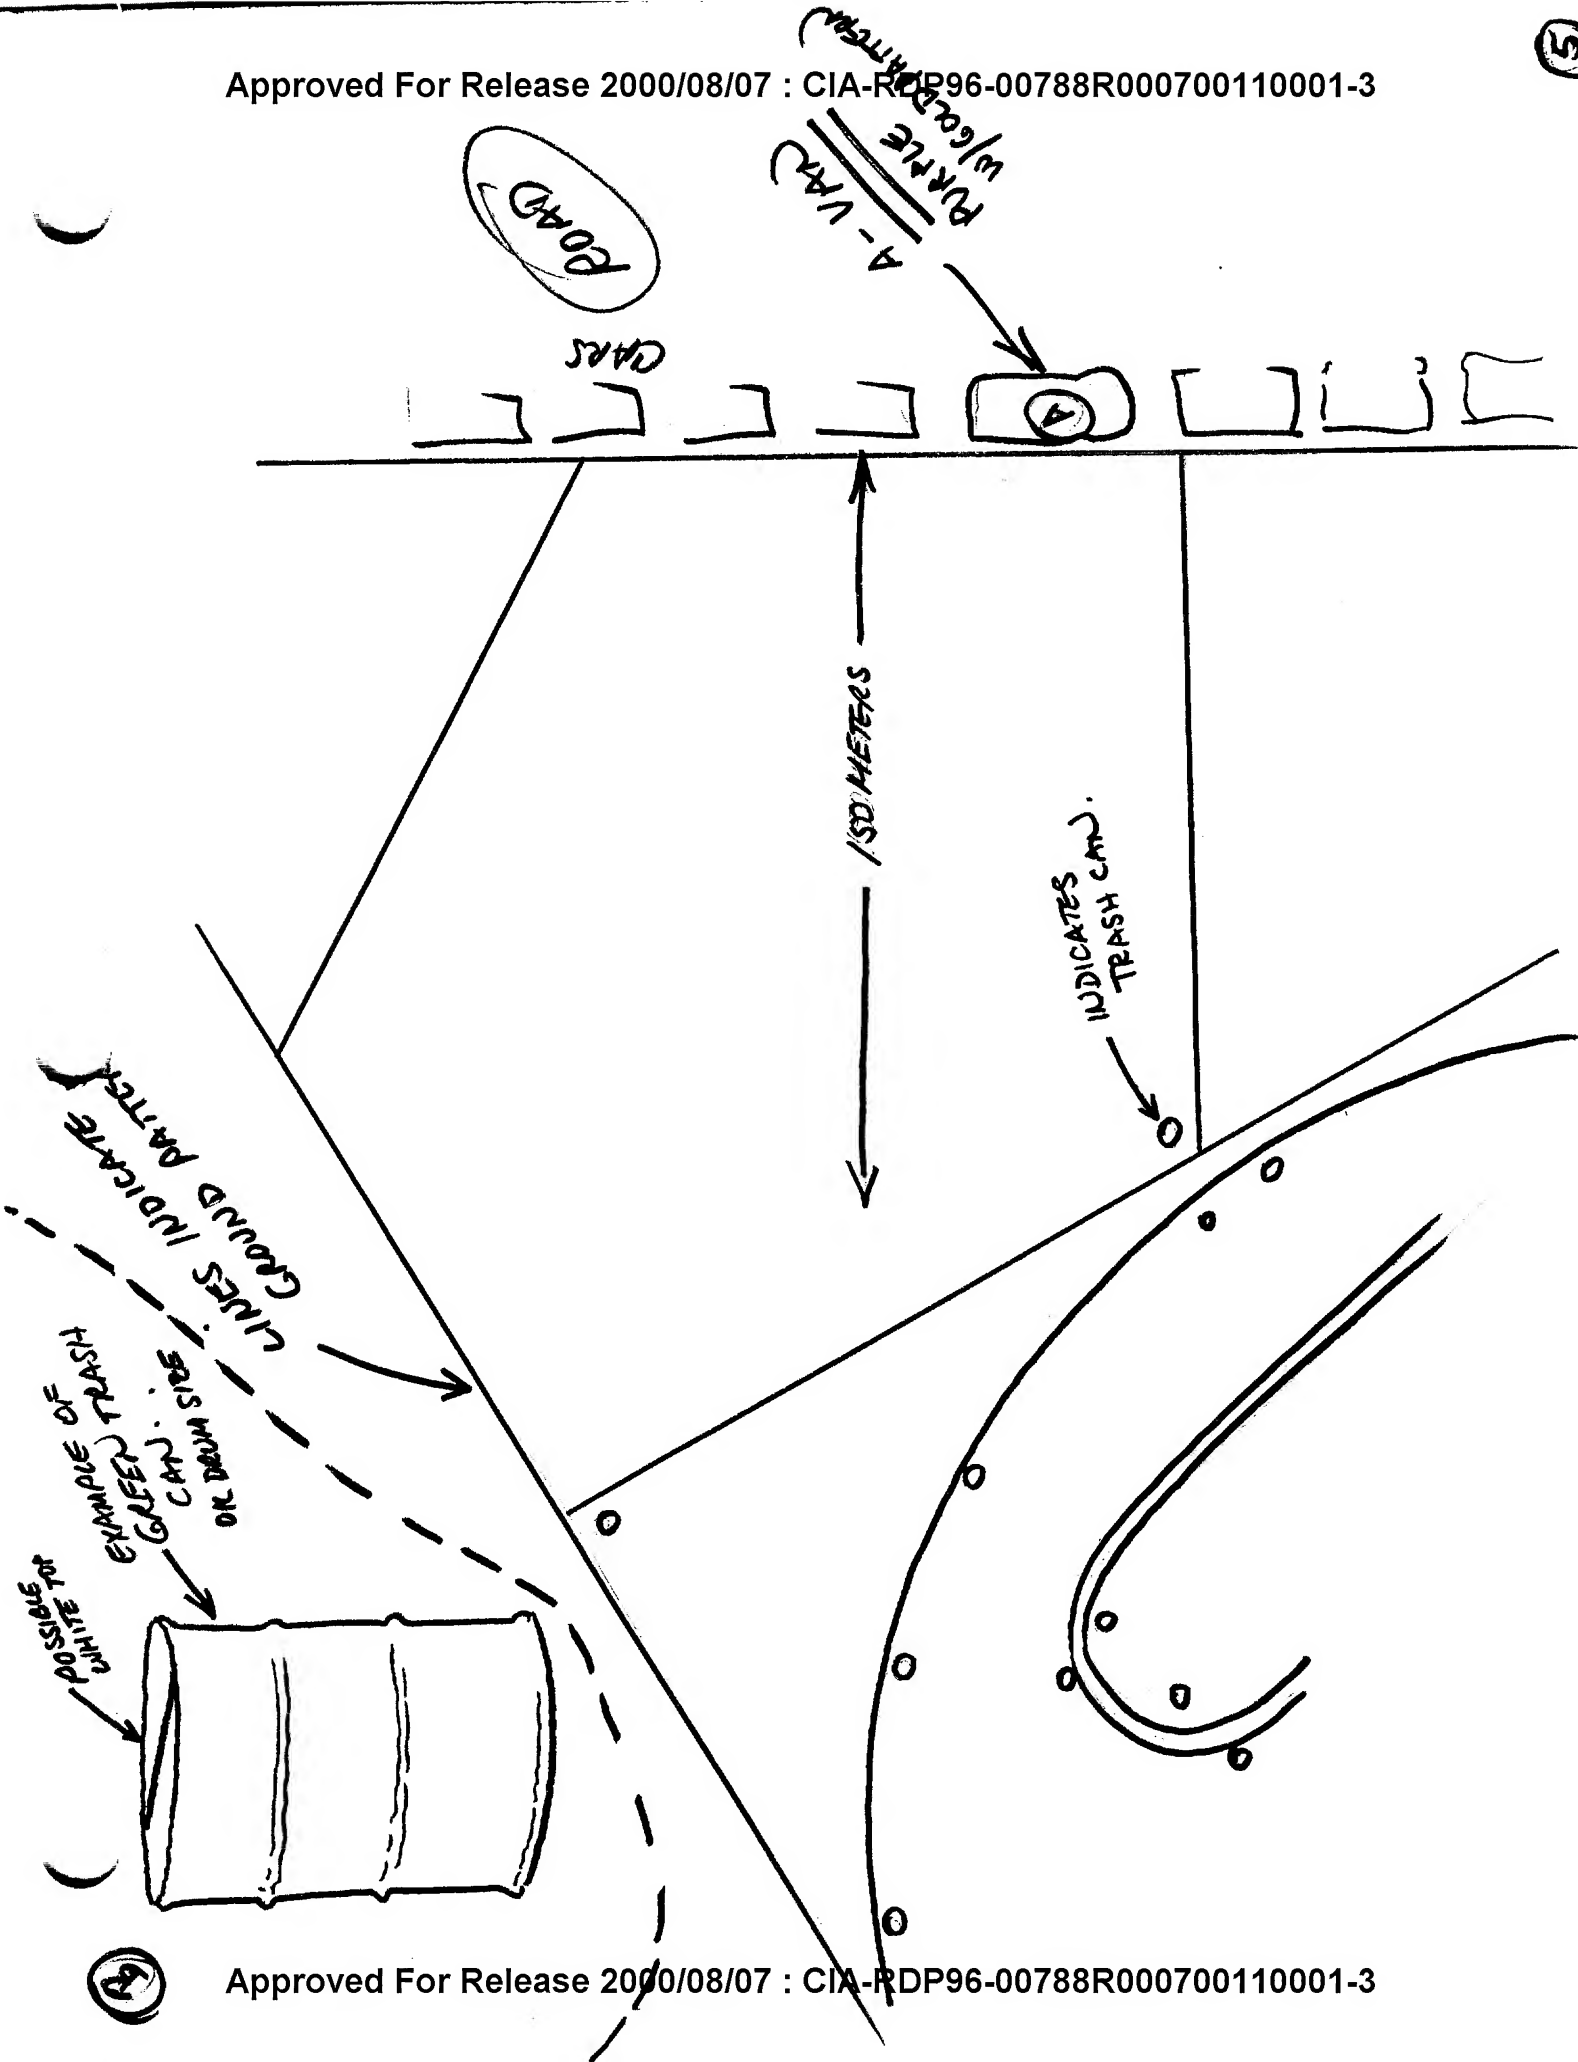 5
Approved For Release 2000/08/07 : CIA-RDP96-00788R000700110001-3
ROAD
A - VAN
PURPLE
W/GOLD PATTERN
CARS
A
150 METERS
INDICATES
TRASH CAN.
LINES INDICATE
GROUND PATTERN
EXAMPLE OF
GREEN TRASH
CAN.
OIL DRUM SIZE
POSSIBLE
WHITE TOP
Approved For Release 2000/08/07 : CIA-RDP96-00788R000700110001-3